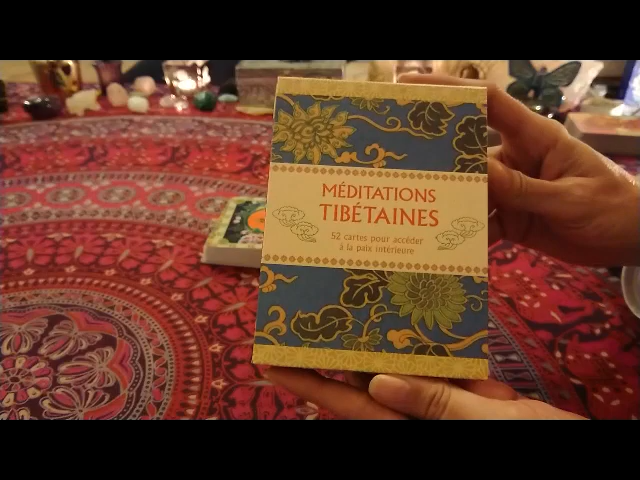 MÉDITATIONS
TIBÉTAINES
52 cartes pour accéder
à la paix intérieure